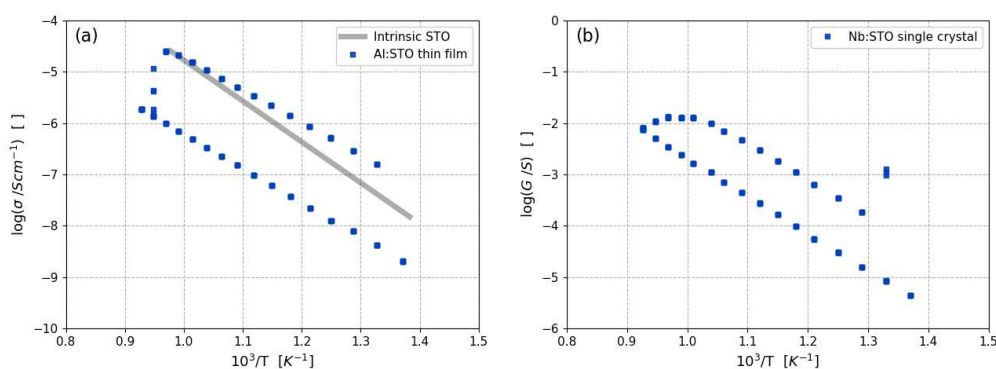 (a)
Intrinsic STO
Al:STO thin film
−4
−5
−6
−7
−8
−9
−10
log(σ /Scm⁻¹) [ ]
0.8 0.9 1.0 1.1 1.2 1.3 1.4 1.5
10³/T [K⁻¹]
(b)
Nb:STO single crystal
0
−1
−2
−3
−4
−5
−6
log(G /S) [ ]
0.8 0.9 1.0 1.1 1.2 1.3 1.4 1.5
10³/T [K⁻¹]